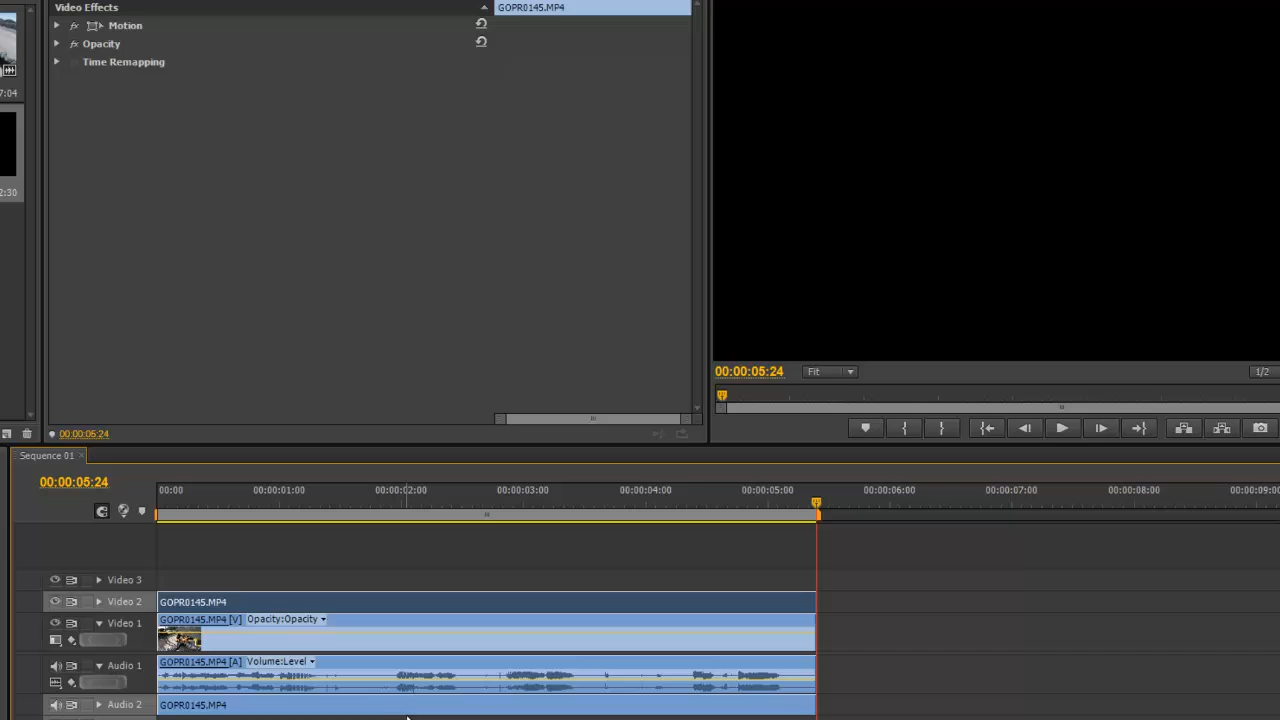 Video Effects
GOPR0145.MP4
Motion
Opacity
Time Remapping
7:04
2:30
00:00:05:24
Fit
1/2
00:00:05:24
Sequence 01
00:00:05:24
00:00
00:00:01:00
00:00:02:00
00:00:03:00
00:00:04:00
00:00:05:00
00:00:06:00
00:00:07:00
00:00:08:00
00:00:09:00
Video 3
Video 2
GOPR0145.MP4
Video 1
GOPR0145.MP4 [V] Opacity:Opacity
Audio 1
GOPR0145.MP4 [A] Volume:Level
Audio 2
GOPR0145.MP4